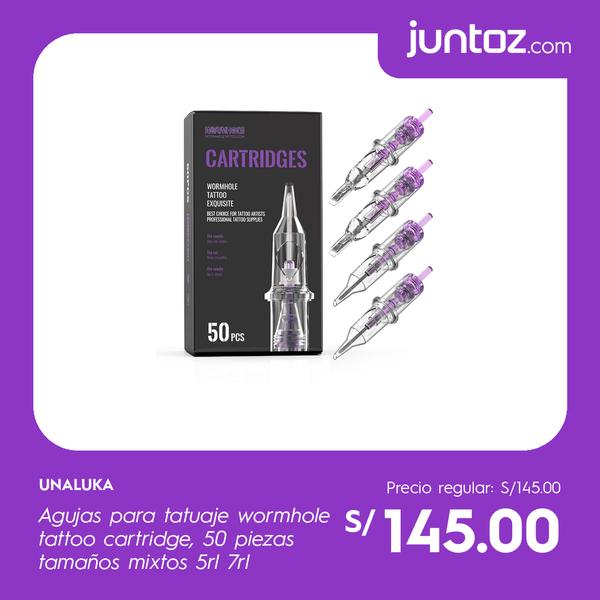 juntoz.com
WORMHOLE
CARTRIDGES
WORMHOLE
TATTOO
EXQUISITE
BEST CHOICE FOR TATTOO ARTISTS
PROFESSIONAL TATTOO SUPPLIES
50 PCS
UNALUKA
Agujas para tatuaje wormhole
tattoo cartridge, 50 piezas
tamaños mixtos 5rl 7rl
Precio regular: S/145.00
S/ 145.00